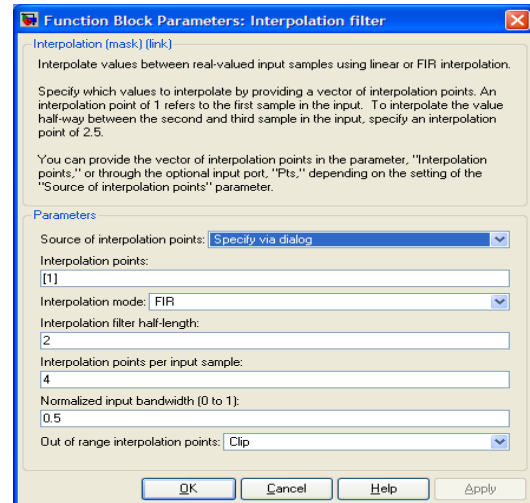 Function Block Parameters: Interpolation filter
Interpolation (mask) (link)
Interpolate values between real-valued input samples using linear or FIR interpolation.
Specify which values to interpolate by providing a vector of interpolation points. An
interpolation point of 1 refers to the first sample in the input. To interpolate the value
half-way between the second and third sample in the input, specify an interpolation
point of 2.5.
You can provide the vector of interpolation points in the parameter, "Interpolation
points," or through the optional input port, "Pts," depending on the setting of the
"Source of interpolation points" parameter.
Parameters
Source of interpolation points: Specify via dialog
Interpolation points:
[1]
Interpolation mode: FIR
Interpolation filter half-length:
2
Interpolation points per input sample:
4
Normalized input bandwidth (0 to 1):
0.5
Out of range interpolation points: Clip
OK Cancel Help Apply